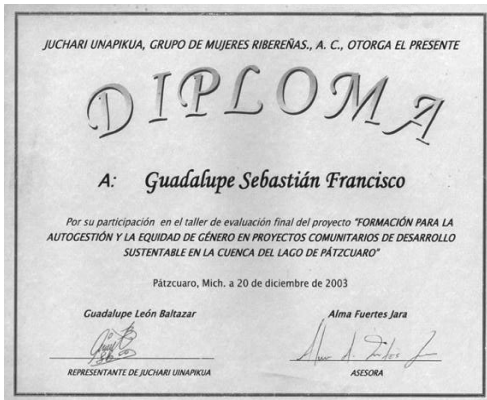 JUCHARI UNAPIKUA, GRUPO DE MUJERES RIBEREÑAS., A. C., OTORGA EL PRESENTE
DIPLOMA
A: Guadalupe Sebastián Francisco
Por su participación en el taller de evaluación final del proyecto "FORMACIÓN PARA LA
AUTOGESTIÓN Y LA EQUIDAD DE GÉNERO EN PROYECTOS COMUNITARIOS DE DESARROLLO
SUSTENTABLE EN LA CUENCA DEL LAGO DE PÁTZCUARO"
Pátzcuaro, Mich. a 20 de diciembre de 2003
Guadalupe León Baltazar Alma Fuertes Jara
REPRESENTANTE DE JUCHARI UINAPIKUA ASESORA